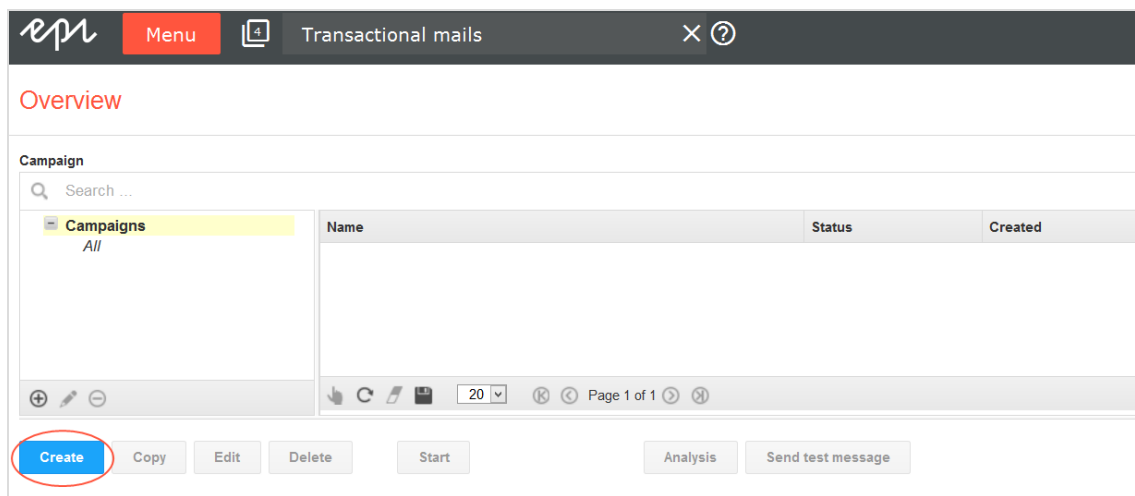 epi Menu 4 Transactional mails
Overview
Campaign
Search ...
Campaigns
All
Name Status Created
20 Page 1 of 1
Create Copy Edit Delete Start Analysis Send test message